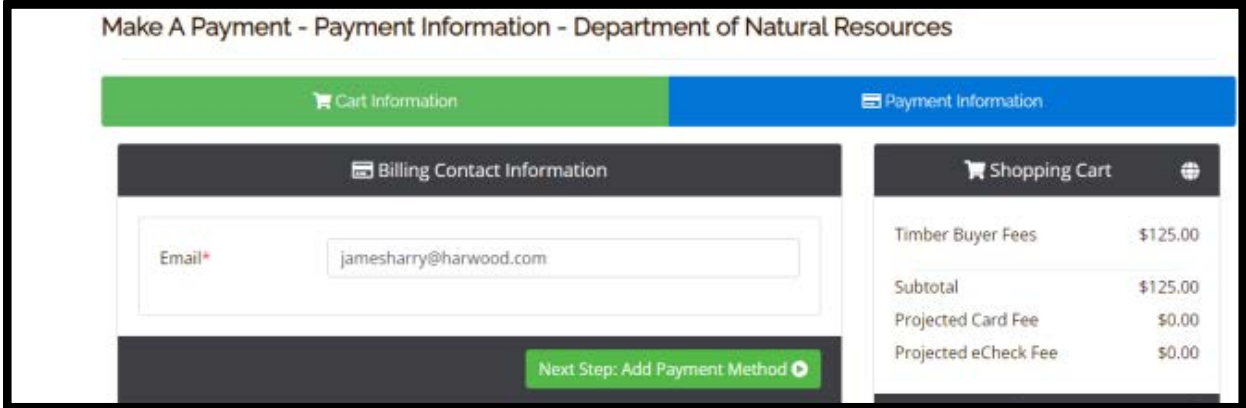 Make A Payment - Payment Information - Department of Natural Resources
Cart Information
Payment Information
Billing Contact Information
Email*
jamesharry@harwood.com
Next Step: Add Payment Method
Shopping Cart
Timber Buyer Fees $125.00
Subtotal $125.00
Projected Card Fee $0.00
Projected eCheck Fee $0.00